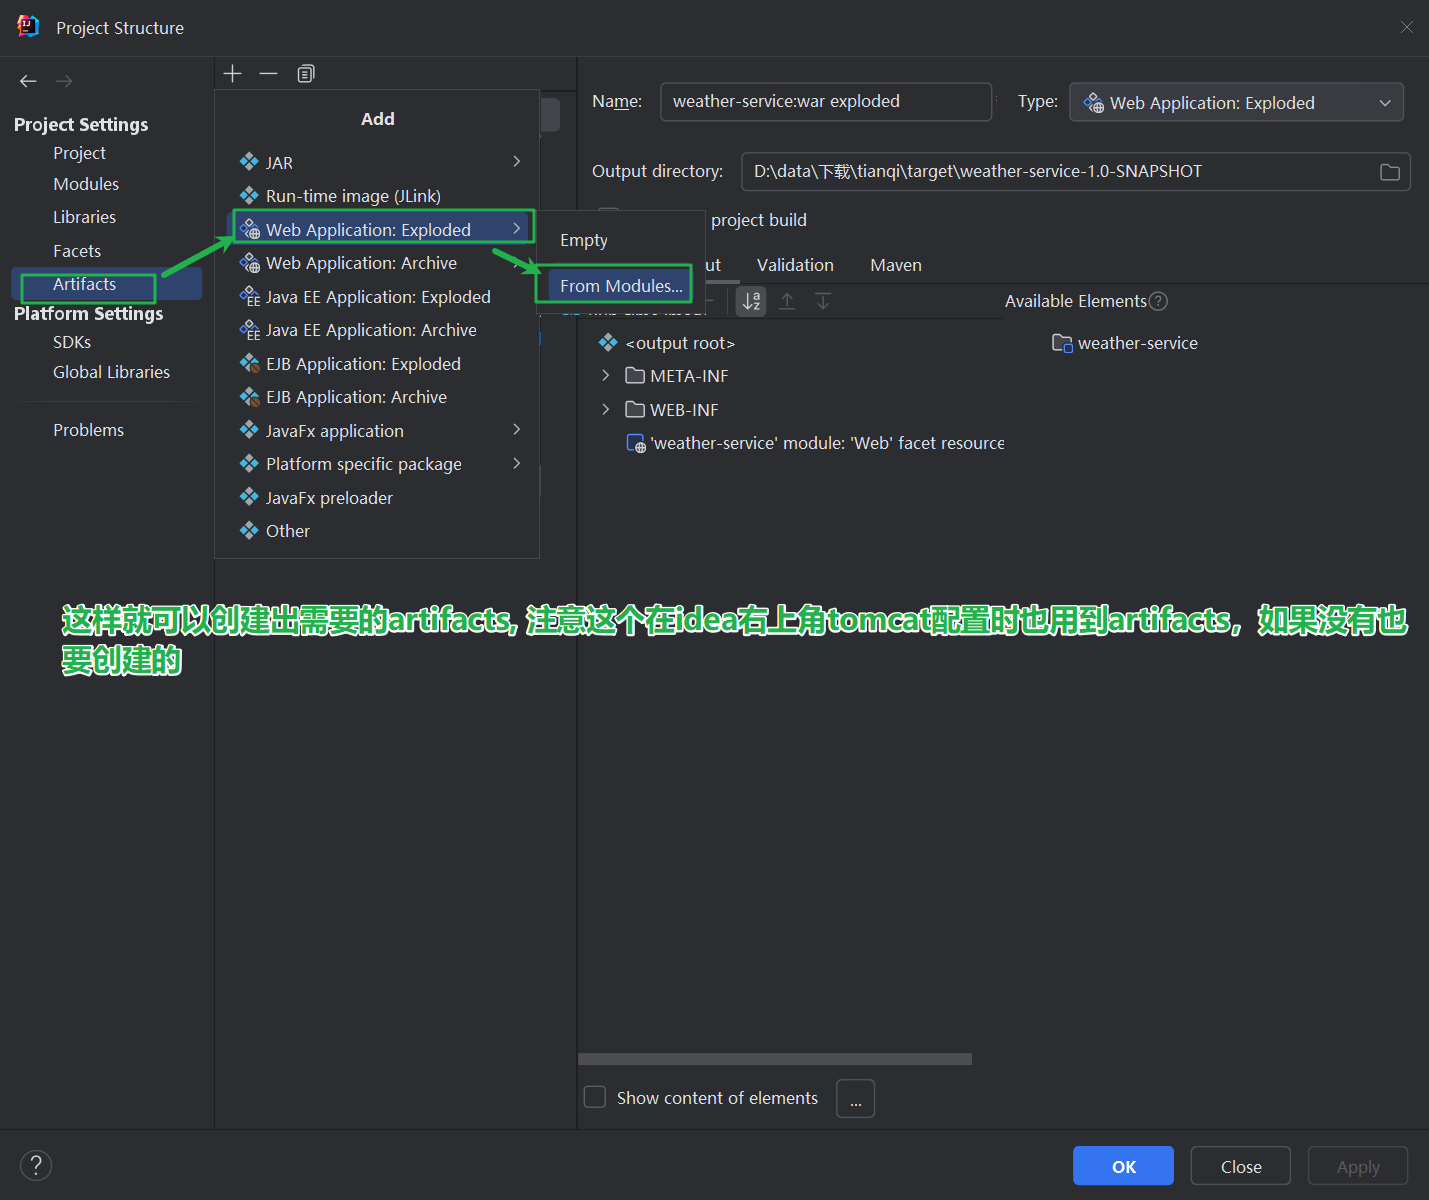 Project Structure
Project Settings
Project
Modules
Libraries
Facets
Artifacts
Platform Settings
SDKs
Global Libraries
Problems
Add
JAR
Run-time image (JLink)
Web Application: Exploded
Web Application: Archive
Java EE Application: Exploded
Java EE Application: Archive
EJB Application: Exploded
EJB Application: Archive
JavaFx application
Platform specific package
JavaFx preloader
Other
Empty
From Modules...
Name: weather-service:war exploded
Type: Web Application: Exploded
Output directory: D:\data\下载\tianqi\target\weather-service-1.0-SNAPSHOT
project build
ut Validation Maven
Available Elements
<output root>
META-INF
WEB-INF
'weather-service' module: 'Web' facet resource
weather-service
这样就可以创建出需要的artifacts, 注意这个在idea右上角tomcat配置时也用到artifacts，如果没有也
要创建的
Show content of elements ...
? OK Close Apply